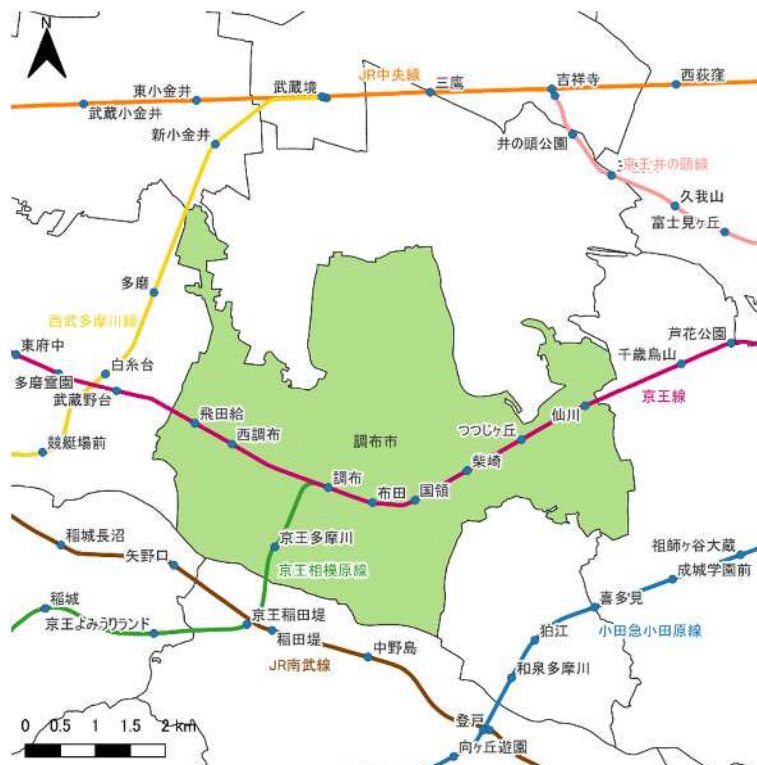 N
JR中央線
吉祥寺
西荻窪
東小金井
武蔵境
三鷹
武蔵小金井
新小金井
井の頭公園
京王井の頭線
久我山
富士見ヶ丘
多磨
西武多摩川線
東府中
芦花公園
白糸台
千歳烏山
多磨霊園
武蔵野台
京王線
飛田給
仙川
競艇場前
西調布
調布市
つつじヶ丘
柴崎
調布
布田
国領
稲城長沼
京王多摩川
矢野口
祖師ヶ谷大蔵
京王相模原線
成城学園前
稲城
喜多見
京王よみうりランド
京王稲田堤
狛江
小田急小田原線
稲田堤
中野島
JR南武線
和泉多摩川
登戸
0 0.5 1 1.5 2 km
向ヶ丘遊園